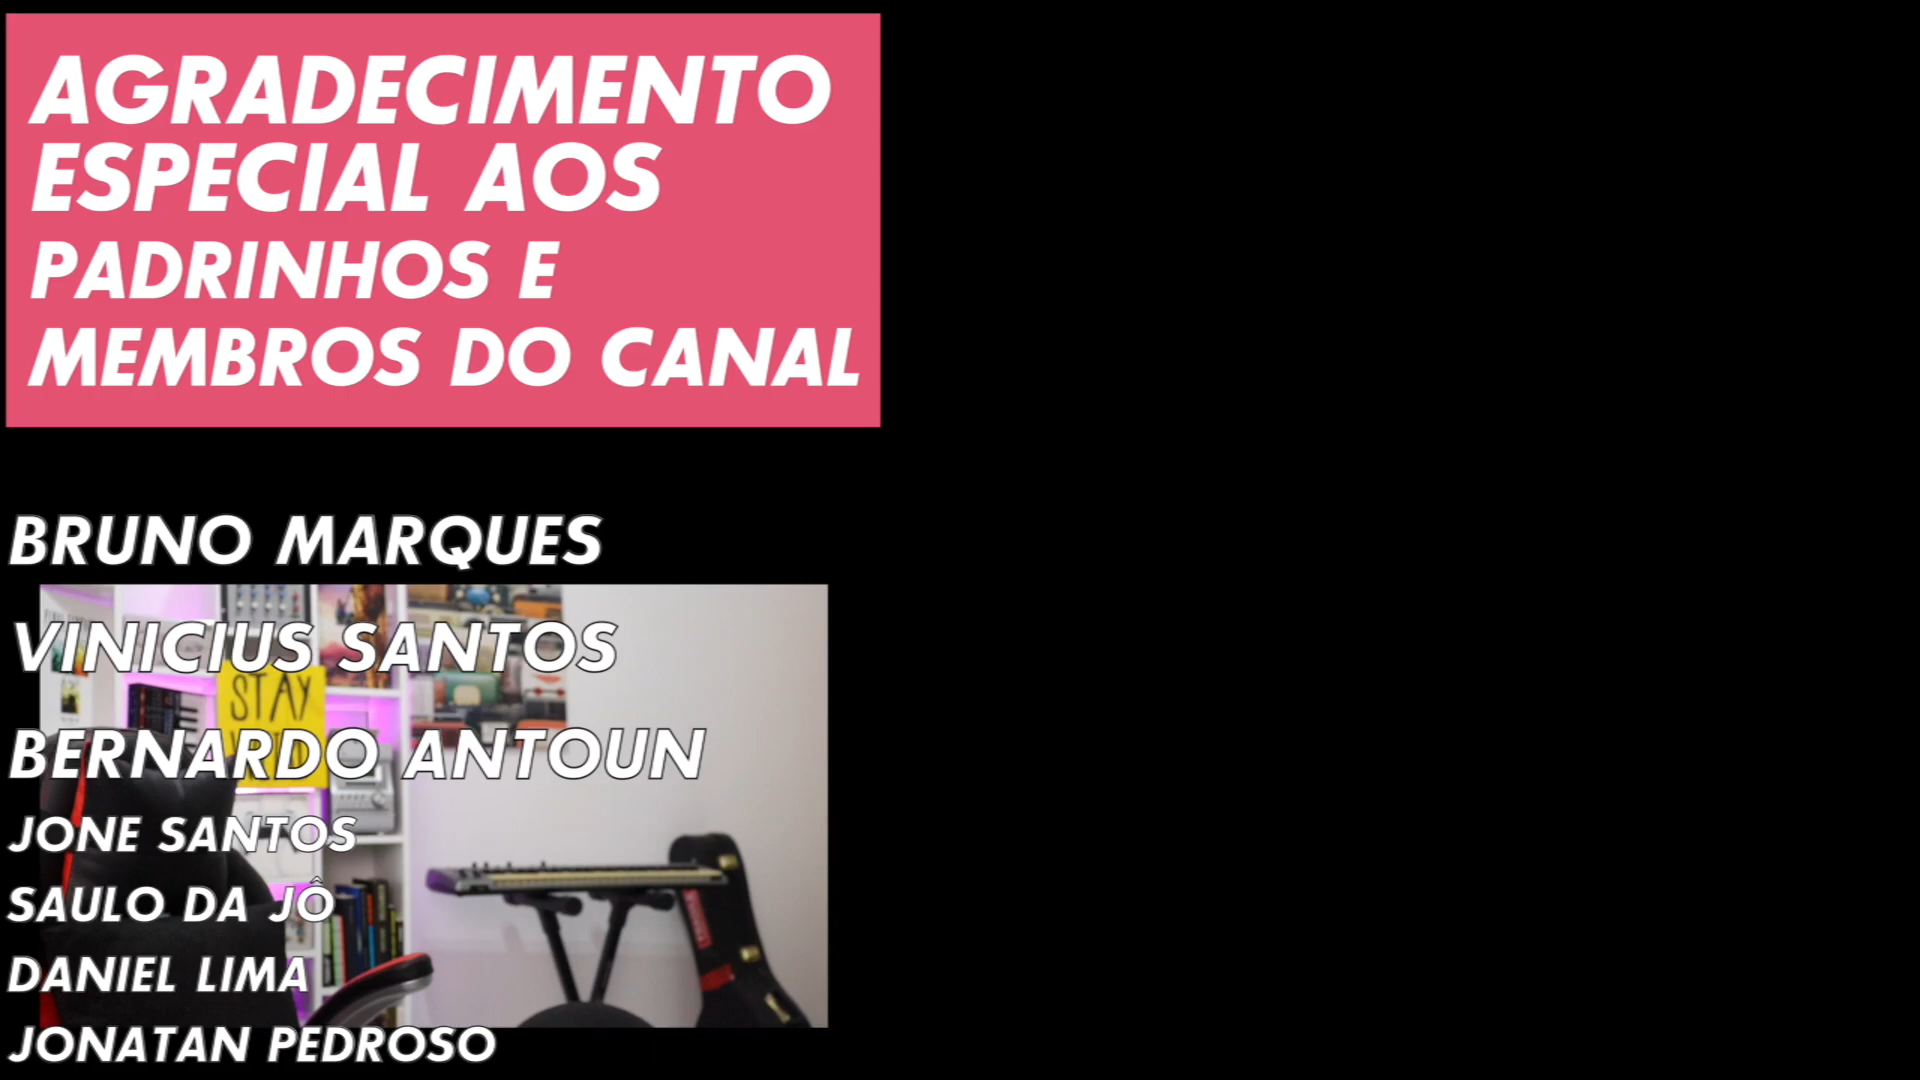 AGRADECIMENTO
ESPECIAL AOS
PADRINHOS E
MEMBROS DO CANAL
BRUNO MARQUES
VINICIUS SANTOS
STAY
BERNARDO ANTOUN
JONE SANTOS
SAULO DA JÔ
DANIEL LIMA
JONATAN PEDROSO